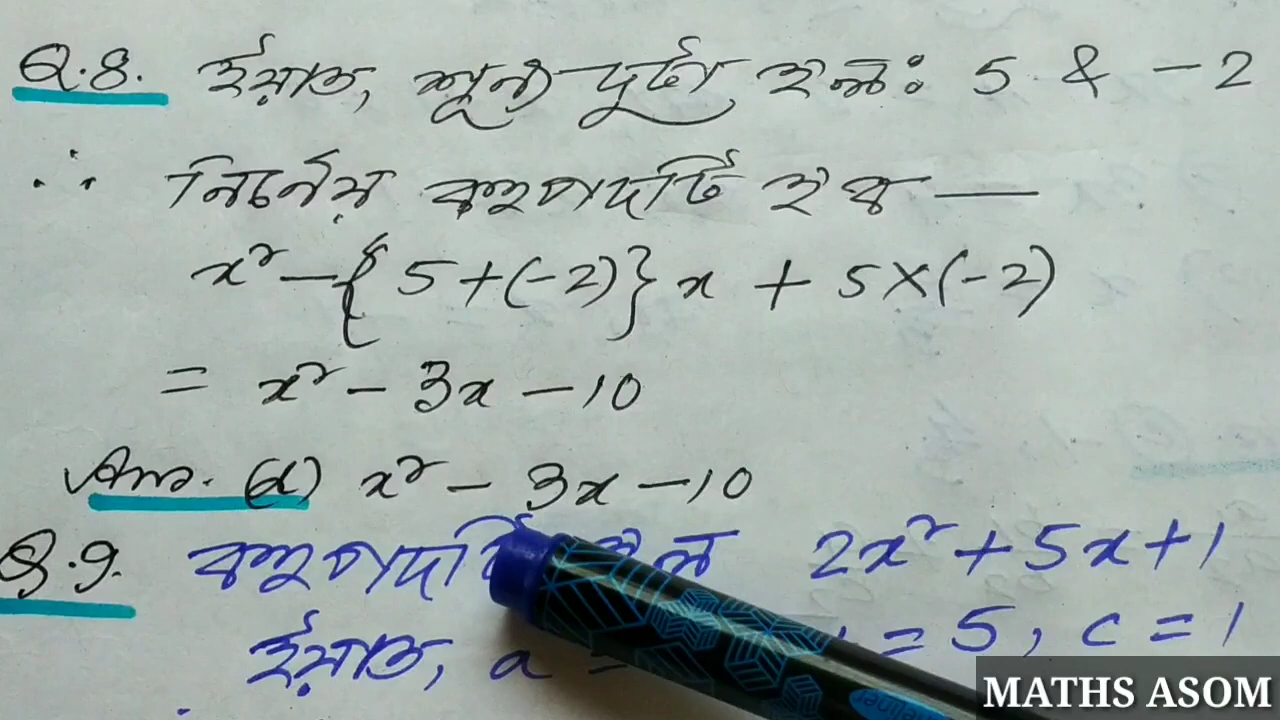 Q.8. ইয়াত, শূন্য দুটা হ'লঃ 5 & -2
∴ নিৰ্ণেয় বহুপদটি হ'ব —
x² - { 5 + (-2) } x + 5 × (-2)
= x² - 3x - 10
Ans. (d) x² - 3x - 10
Q.9. বহুপদটি হ'ল 2x² + 5x + 1
ইয়াত, a = = 5, c = 1
MATHS ASOM